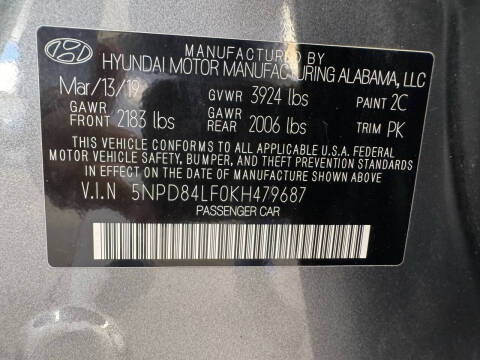 MANUFACTURED BY
HYUNDAI MOTOR MANUFACTURING ALABAMA, LLC
Mar/13/19 GVWR 3924 lbs PAINT 2C
GAWR FRONT 2183 lbs GAWR REAR 2006 lbs TRIM PK
THIS VEHICLE CONFORMS TO ALL APPLICABLE U.S.A. FEDERAL
MOTOR VEHICLE SAFETY, BUMPER, AND THEFT PREVENTION STANDARDS
IN EFFECT ON THE DATE OF MANUFACTURE SHOWN ABOVE.
V.I.N 5NPD84LF0KH479687
PASSENGER CAR